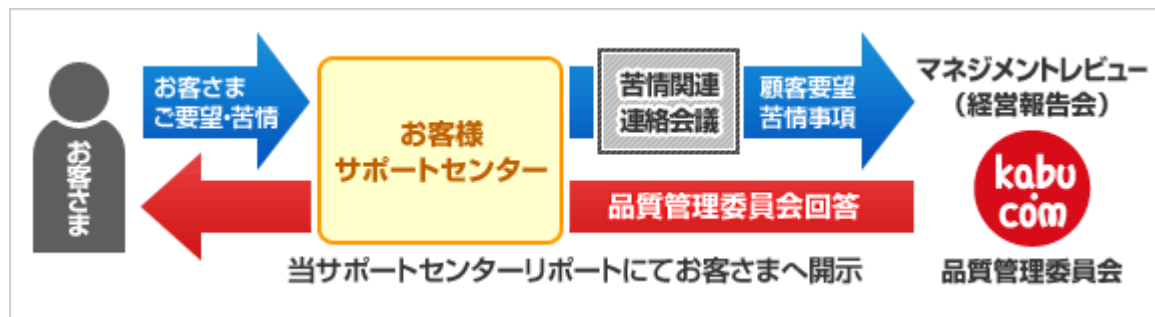 お客さま
お客さま
ご要望・苦情
お客様
サポートセンター
苦情関連
連絡会議
顧客要望
苦情事項
マネジメントレビュー
（経営報告会）
kabu
.com
品質管理委員会
品質管理委員会回答
当サポートセンターリポートにてお客さまへ開示